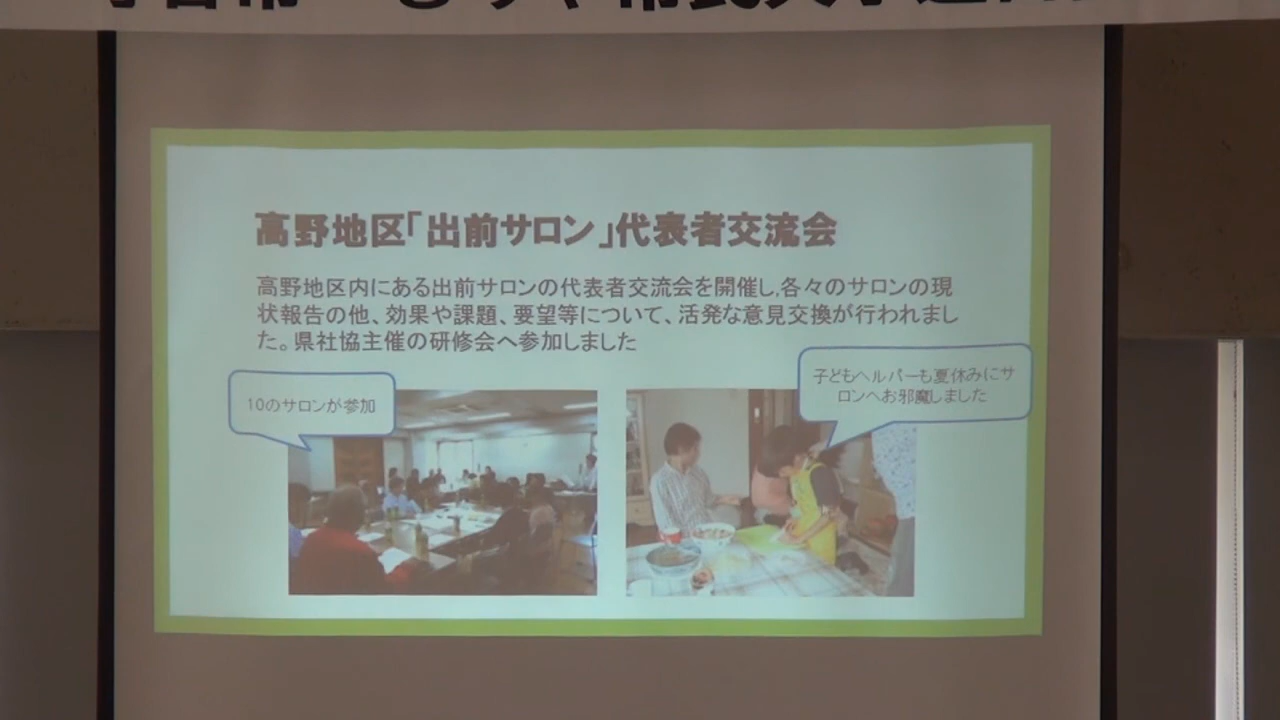 高野地区「出前サロン」代表者交流会
高野地区内にある出前サロンの代表者交流会を開催し,各々のサロンの現
状報告の他、効果や課題、要望等について、活発な意見交換が行われまし
た。県社協主催の研修会へ参加しました
10のサロンが参加
子どもヘルパーも夏休みにサ
ロンへお邪魔しました